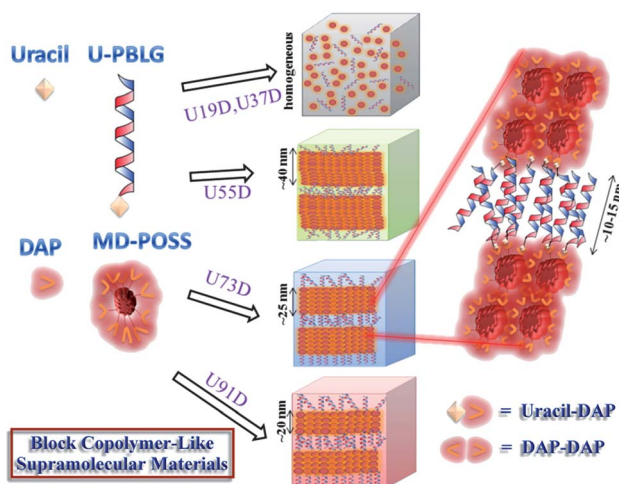 Uracil U-PBLG
homogeneous
U19D,U37D
~40 nm
U55D
~10-15 nm
DAP MD-POSS
U73D
~25 nm
U91D
~20 nm
Block Copolymer-Like
Supramolecular Materials
= Uracil-DAP
= DAP-DAP